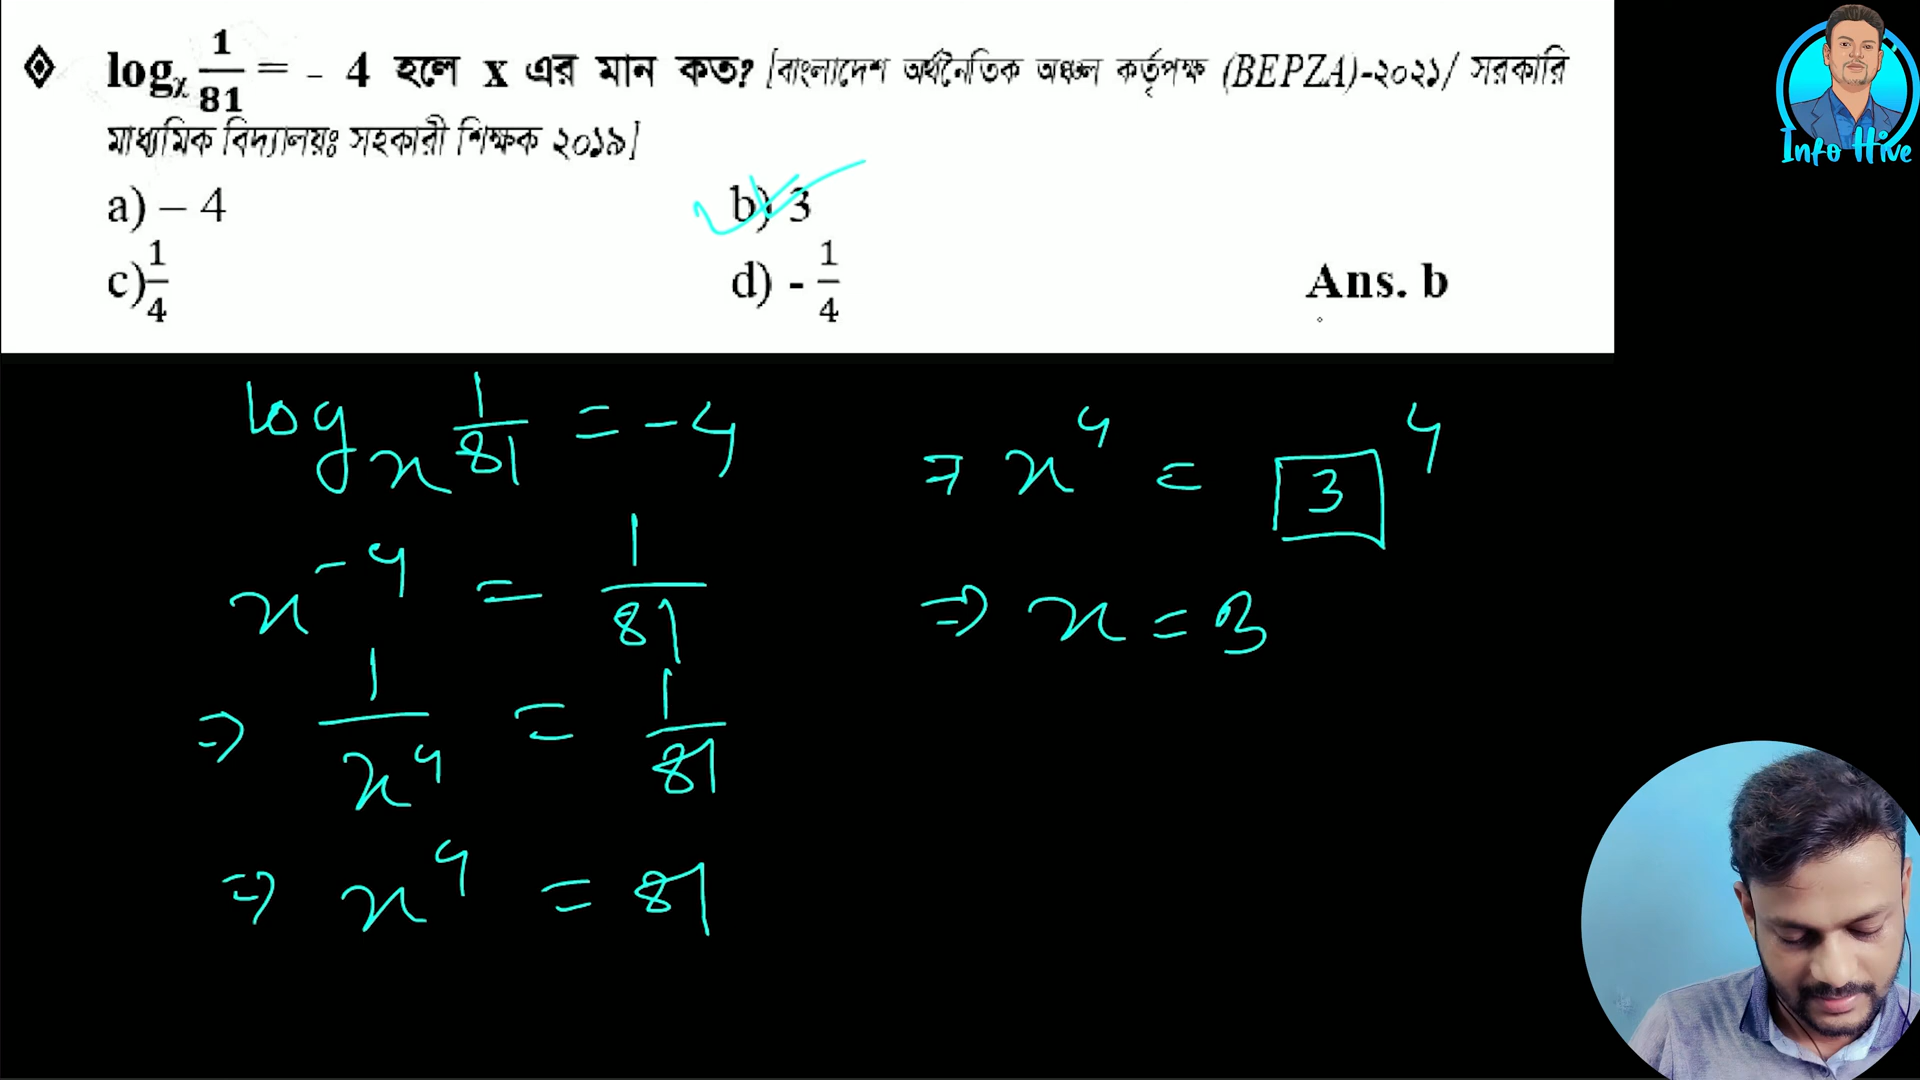 log_x 1/81 = - 4 হলে x এর মান কত? [বাংলাদেশ অর্থনৈতিক অঞ্চল কর্তৃপক্ষ (BEPZA)-২০২১/ সরকারি
মাধ্যমিক বিদ্যালয়ঃ সহকারী শিক্ষক ২০১৯]
a) – 4
b) 3
c) 1/4
d) - 1/4
Ans. b
Info Hive
log_x 1/81 = -4
x^-4 = 1/81
⇒ 1/x^4 = 1/81
⇒ x^4 = 81
⇒ x^4 = 3^4
⇒ x = 3